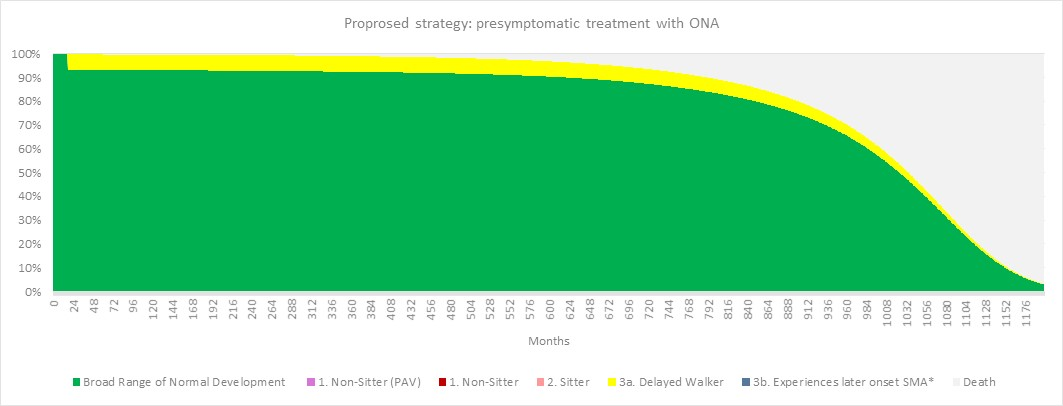 Proprosed strategy: presymptomatic treatment with ONA
100%
90%
80%
70%
60%
50%
40%
30%
20%
10%
0%
0 24 48 72 96 120 144 168 192 216 240 264 288 312 336 360 384 408 432 456 480 504 528 552 576 600 624 648 672 696 720 744 768 792 816 840 864 888 912 936 960 984 1008 1032 1056 1080 1104 1128 1152 1176
Months
Broad Range of Normal Development 1. Non-Sitter (PAV) 1. Non-Sitter 2. Sitter 3a. Delayed Walker 3b. Experiences later onset SMA* Death